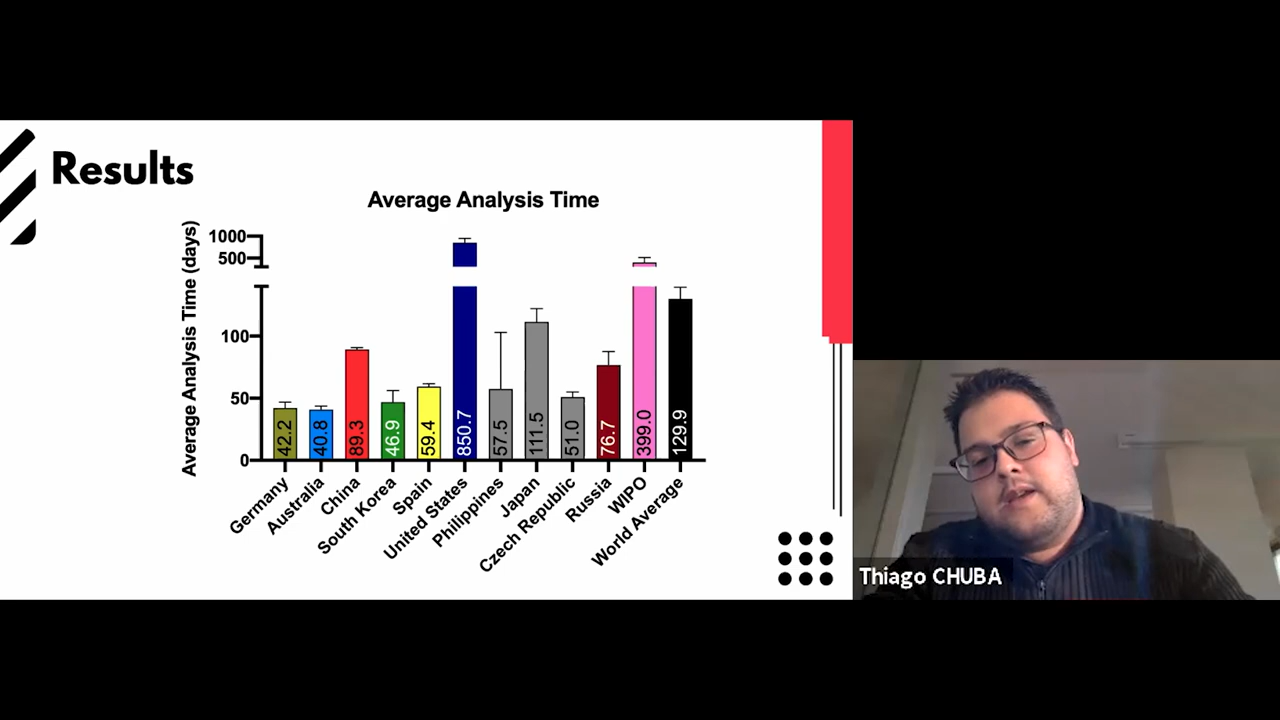 Results
Average Analysis Time
Average Analysis Time (days)
1000
500
100
50
0
42.2
40.8
89.3
46.9
59.4
850.7
57.5
111.5
51.0
76.7
399.0
129.9
Germany
Australia
China
South Korea
Spain
United States
Philippines
Japan
Czech Republic
Russia
WIPO
World Average
Thiago CHUBA